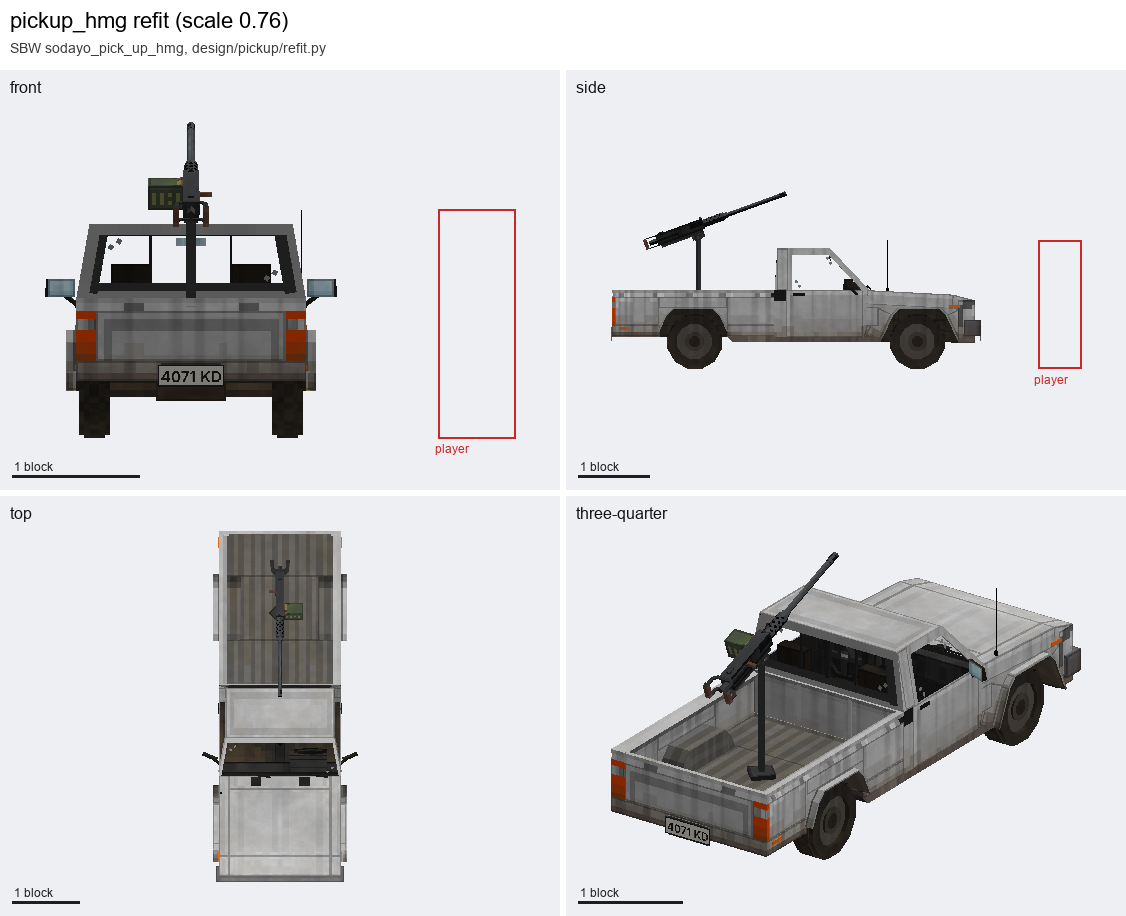 pickup_hmg refit (scale 0.76)
SBW sodayo_pick_up_hmg, design/pickup/refit.py
front
4071 KD
player
1 block
side
player
1 block
top
1 block
three-quarter
4071 KD
1 block